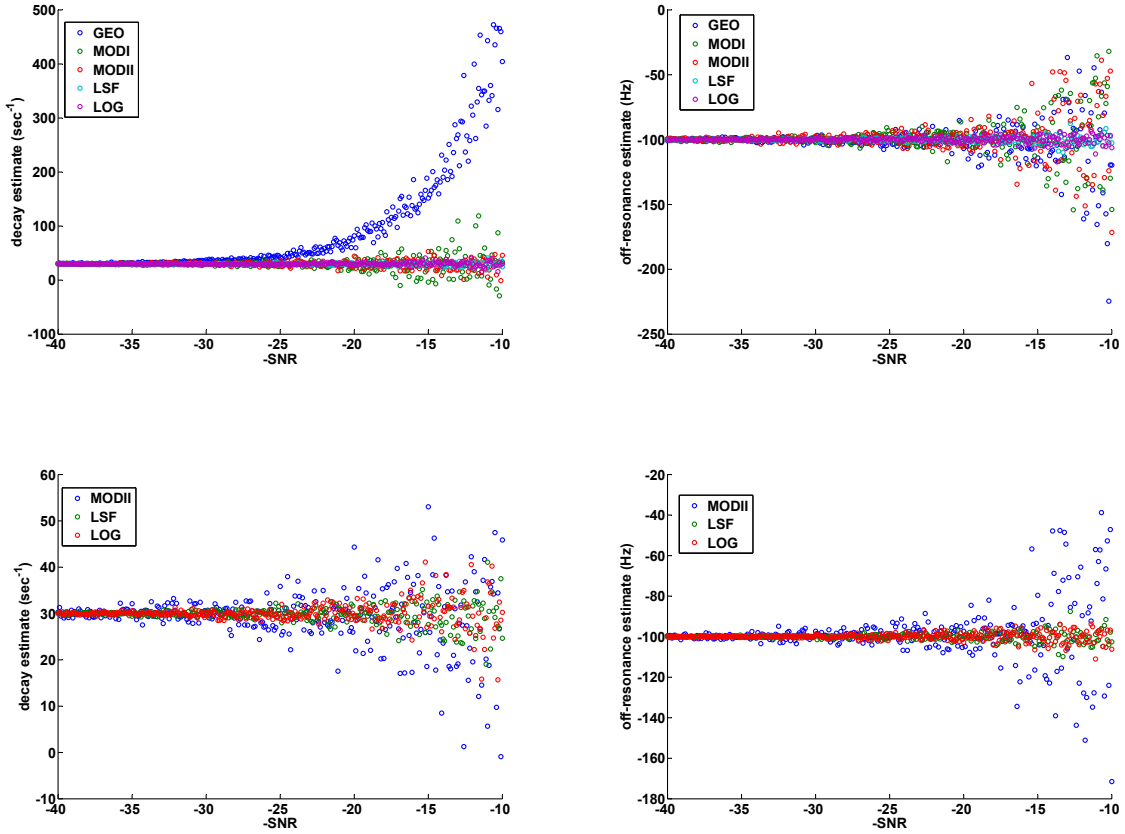 500
400
300
200
100
0
-100
decay estimate (sec⁻¹)
GEO
MODI
MODII
LSF
LOG
-40 -35 -30 -25 -20 -15 -10
-SNR
0
-50
-100
-150
-200
-250
off-resonance estimate (Hz)
GEO
MODI
MODII
LSF
LOG
-40 -35 -30 -25 -20 -15 -10
-SNR
60
50
40
30
20
10
0
-10
decay estimate (sec⁻¹)
MODII
LSF
LOG
-40 -35 -30 -25 -20 -15 -10
-SNR
-20
-40
-60
-80
-100
-120
-140
-160
-180
off-resonance estimate (Hz)
MODII
LSF
LOG
-40 -35 -30 -25 -20 -15 -10
-SNR